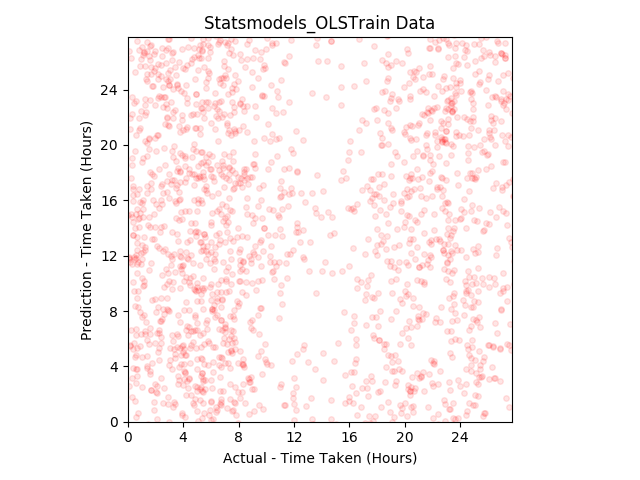 Statsmodels_OLSTrain Data
Prediction - Time Taken (Hours)
24
20
16
12
8
4
0
0 4 8 12 16 20 24
Actual - Time Taken (Hours)